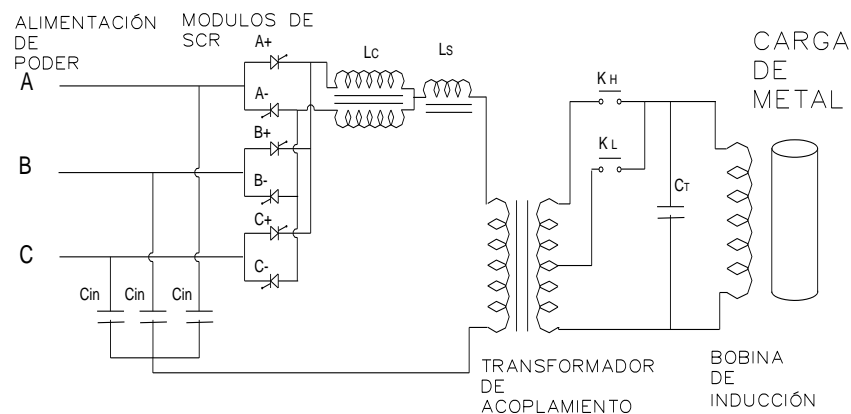 ALIMENTACIÓN
DE
PODER
MODULOS DE
SCR
A+
A
A-
B+
B
B-
C+
C
C-
Cin
Cin
Cin
Lc
Ls
KH
KL
CT
CARGA
DE
METAL
TRANSFORMADOR
DE
ACOPLAMIENTO
BOBINA
DE
INDUCCIÓN